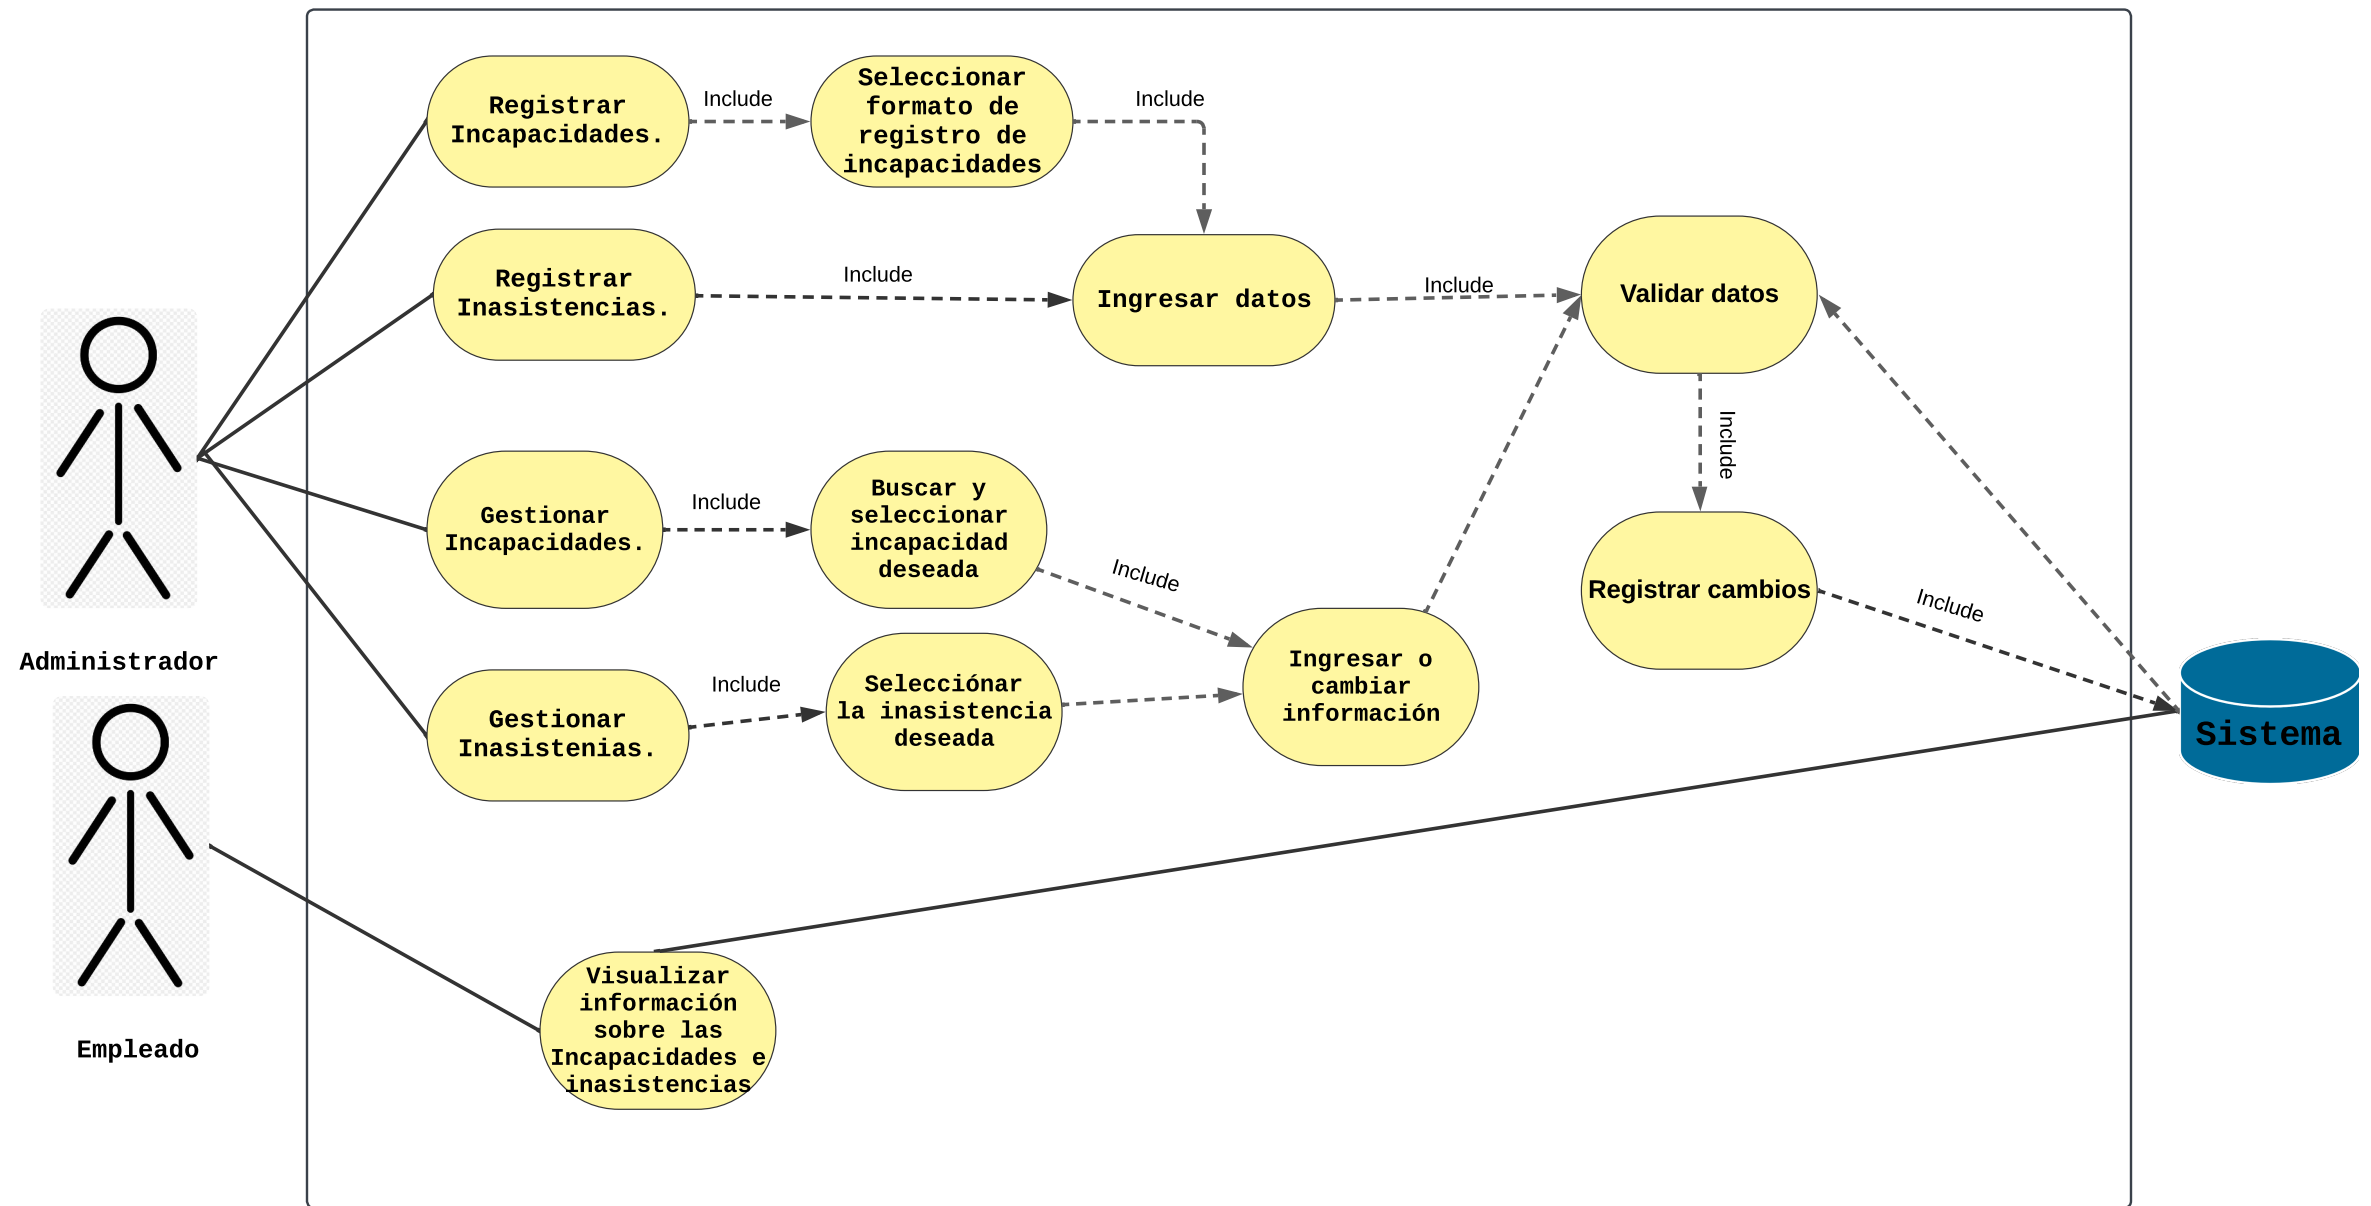 Registrar
Incapacidades.
Include
Seleccionar
formato de
registro de
incapacidades
Include
Registrar
Inasistencias.
Include
Ingresar datos
Include
Validar datos
Include
Gestionar
Incapacidades.
Include
Buscar y
seleccionar
incapacidad
deseada
Include
Registrar cambios
Include
Administrador
Gestionar
Inasistenias.
Include
Selecciónar
la inasistencia
deseada
Ingresar o
cambiar
información
Sistema
Empleado
Visualizar
información
sobre las
Incapacidades e
inasistencias